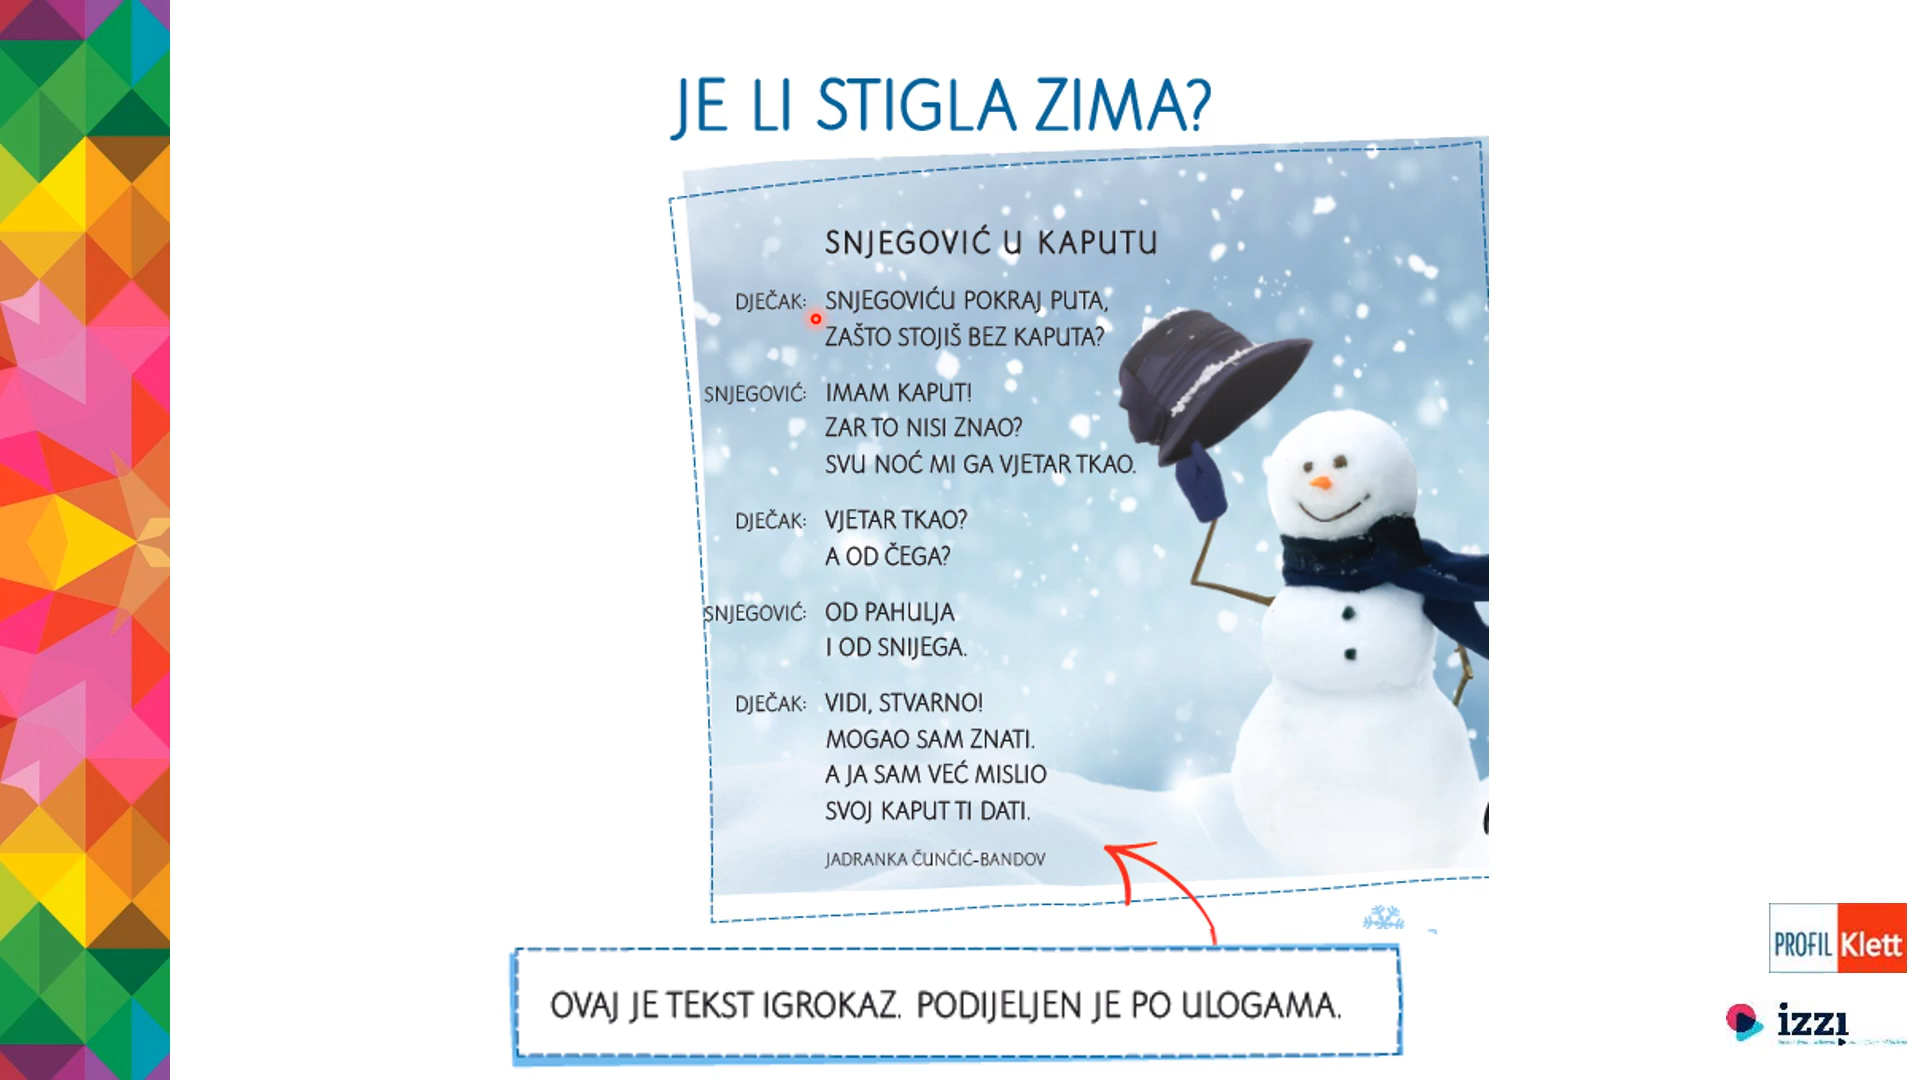 JE LI STIGLA ZIMA?
SNJEGOVIĆ U KAPUTU
DJEČAK: SNJEGOVIĆU POKRAJ PUTA,
ZAŠTO STOJIŠ BEZ KAPUTA?
SNJEGOVIĆ: IMAM KAPUT!
ZAR TO NISI ZNAO?
SVU NOĆ MI GA VJETAR TKAO.
DJEČAK: VJETAR TKAO?
A OD ČEGA?
SNJEGOVIĆ: OD PAHULJA
I OD SNIJEGA.
DJEČAK: VIDI, STVARNO!
MOGAO SAM ZNATI.
A JA SAM VEĆ MISLIO
SVOJ KAPUT TI DATI.
JADRANKA ČUNČIĆ-BANDOV
OVAJ JE TEKST IGROKAZ. PODIJELJEN JE PO ULOGAMA.
PROFIL Klett
izzi